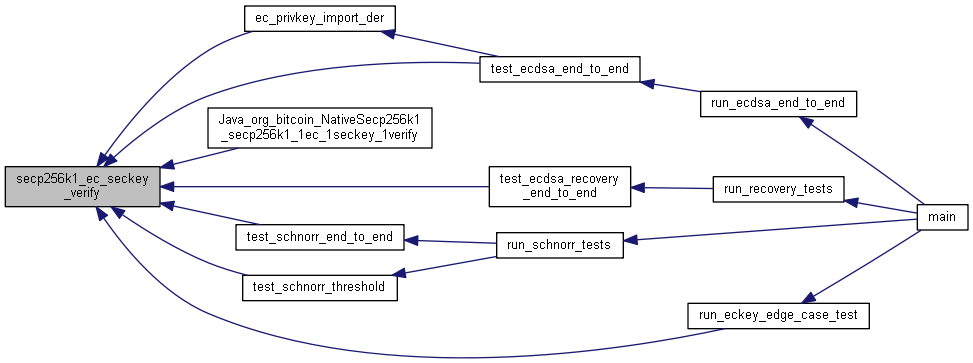 ec_privkey_import_der
test_ecdsa_end_to_end
run_ecdsa_end_to_end
Java_org_bitcoin_NativeSecp256k1
_secp256k1_1ec_1seckey_1verify
secp256k1_ec_seckey
_verify
test_ecdsa_recovery
_end_to_end
run_recovery_tests
main
test_schnorr_end_to_end
run_schnorr_tests
test_schnorr_threshold
run_eckey_edge_case_test